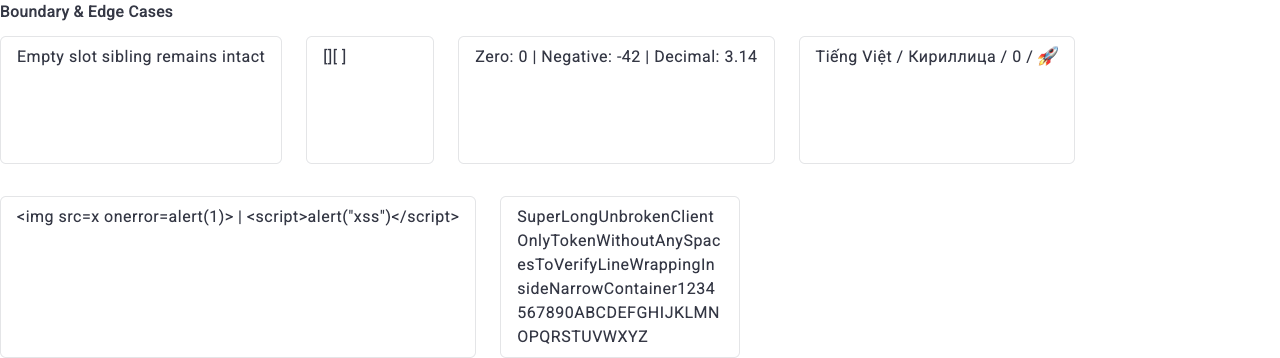 Boundary & Edge Cases
Empty slot sibling remains intact
[][ ]
Zero: 0 | Negative: -42 | Decimal: 3.14
Tiếng Việt / Кириллица / 0 / 🚀
<img src=x onerror=alert(1)> | <script>alert("xss")</script>
SuperLongUnbrokenClient
OnlyTokenWithoutAnySpac
esToVerifyLineWrappingIn
sideNarrowContainer1234
567890ABCDEFGHIJKLMN
OPQRSTUVWXYZ